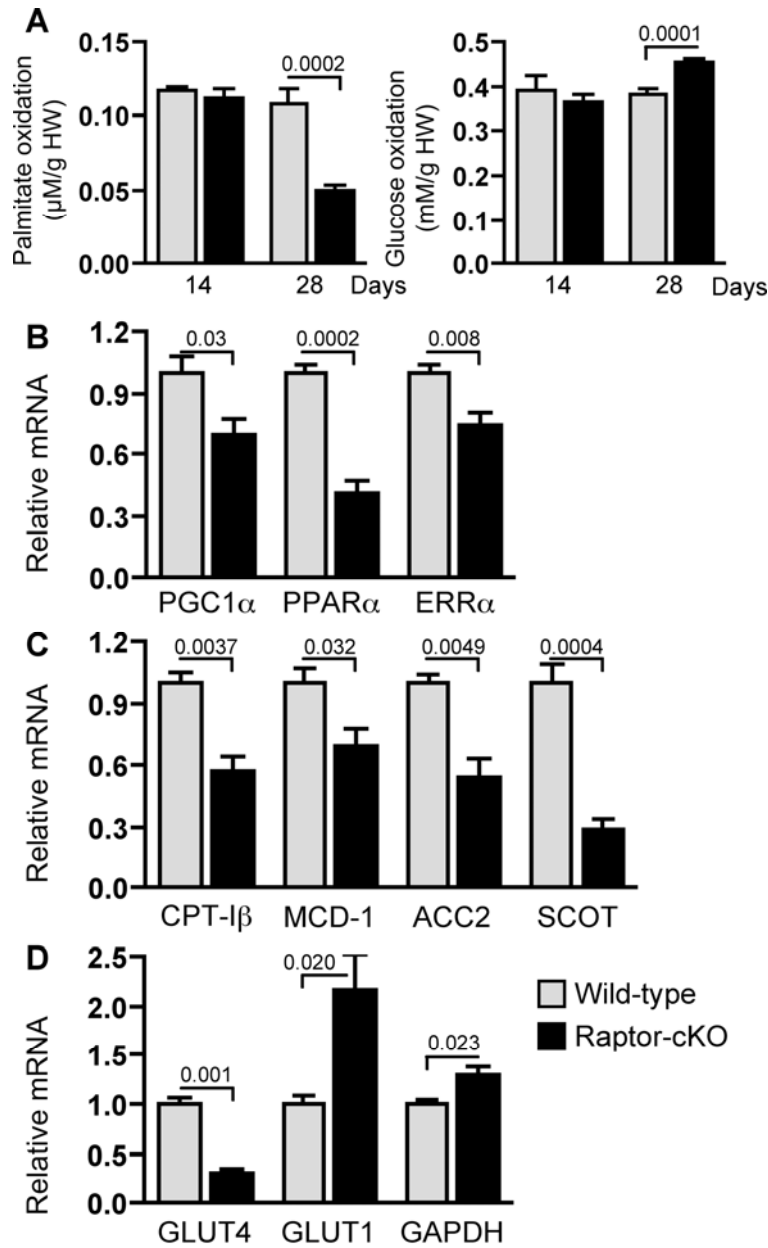 A
Palmitate oxidation
(µM/g HW)
0.15
0.10
0.05
0.00
0.0002
14 28 Days
Glucose oxidation
(mM/g HW)
0.5
0.4
0.3
0.2
0.1
0.0
0.0001
14 28 Days
B
Relative mRNA
1.2
0.9
0.6
0.3
0.0
0.03 0.0002 0.008
PGC1α PPARα ERRα
C
Relative mRNA
1.2
0.9
0.6
0.3
0.0
0.0037 0.032 0.0049 0.0004
CPT-Iβ MCD-1 ACC2 SCOT
D
Relative mRNA
2.5
2.0
1.5
1.0
0.5
0.0
0.001 0.020 0.023
GLUT4 GLUT1 GAPDH
Wild-type
Raptor-cKO